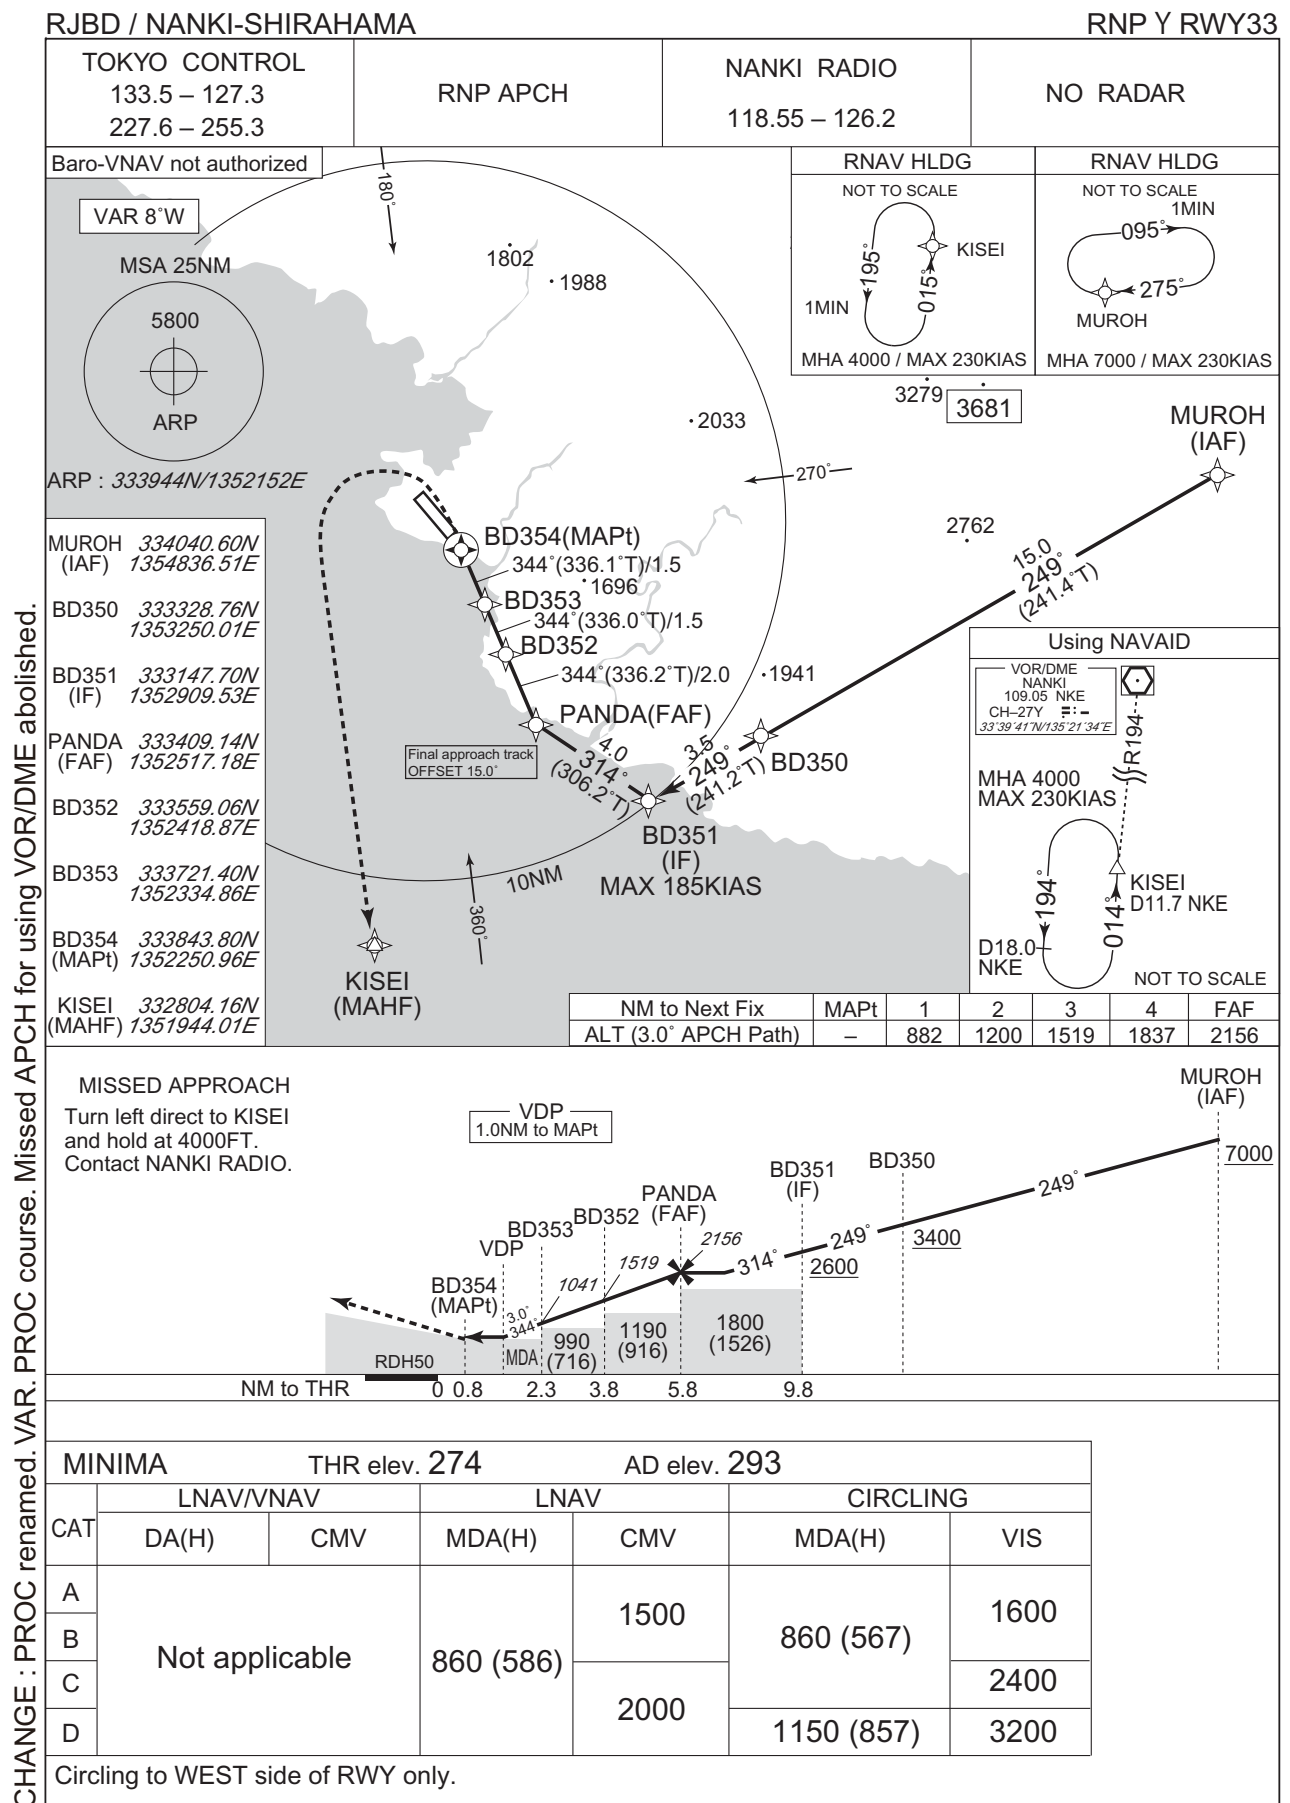 RJBD / NANKI-SHIRAHAMA
RNP Y RWY33
TOKYO CONTROL
133.5 – 127.3
227.6 – 255.3
RNP APCH
NANKI RADIO
118.55 – 126.2
NO RADAR
Baro-VNAV not authorized
VAR 8˚W
MSA 25NM
5800
ARP
ARP : 333944N/1352152E
180˚
1802
1988
2033
270˚
RNAV HLDG
NOT TO SCALE
195˚
015˚
KISEI
1MIN
MHA 4000 / MAX 230KIAS
RNAV HLDG
NOT TO SCALE
1MIN
095˚
275˚
MUROH
MHA 7000 / MAX 230KIAS
3279
3681
MUROH
(IAF)
2762
15.0
249˚
(241.4˚T)
BD354(MAPt)
344˚(336.1˚T)/1.5
1696
BD353
344˚(336.0˚T)/1.5
BD352
344˚(336.2˚T)/2.0
1941
PANDA(FAF)
Final approach track
OFFSET 15.0˚
4.0
314˚
(306.2˚T)
3.5
249˚
(241.2˚T)
BD350
BD351
(IF)
MAX 185KIAS
10NM
360˚
KISEI
(MAHF)
MUROH 334040.60N
(IAF) 1354836.51E
BD350 333328.76N
1353250.01E
BD351 333147.70N
(IF) 1352909.53E
PANDA 333409.14N
(FAF) 1352517.18E
BD352 333559.06N
1352418.87E
BD353 333721.40N
1352334.86E
BD354 333843.80N
(MAPt) 1352250.96E
KISEI 332804.16N
(MAHF) 1351944.01E
Using NAVAID
VOR/DME
NANKI
109.05 NKE
CH–27Y
33˚39'41"N/135˚21'34"E
R194
MHA 4000
MAX 230KIAS
194˚
014˚
KISEI
D11.7 NKE
D18.0
NKE
NOT TO SCALE
NM to Next Fix MAPt 1 2 3 4 FAF
ALT (3.0˚ APCH Path) – 882 1200 1519 1837 2156
MISSED APPROACH
Turn left direct to KISEI
and hold at 4000FT.
Contact NANKI RADIO.
VDP
1.0NM to MAPt
MUROH
(IAF)
7000
249˚
BD350
3400
249˚
BD351
(IF)
2600
314˚
PANDA
(FAF)
2156
BD352
1519
BD353
1041
VDP
BD354
(MAPt)
3.0˚
344˚
MDA
990
(716)
1190
(916)
1800
(1526)
RDH50
NM to THR 0 0.8 2.3 3.8 5.8 9.8
MINIMA THR elev. 274 AD elev. 293
CAT LNAV/VNAV LNAV CIRCLING
DA(H) CMV MDA(H) CMV MDA(H) VIS
A
B
C
D
Not applicable
860 (586)
1500
2000
860 (567)
1150 (857)
1600
2400
3200
Circling to WEST side of RWY only.
CHANGE : PROC renamed. VAR. PROC course. Missed APCH for using VOR/DME abolished.